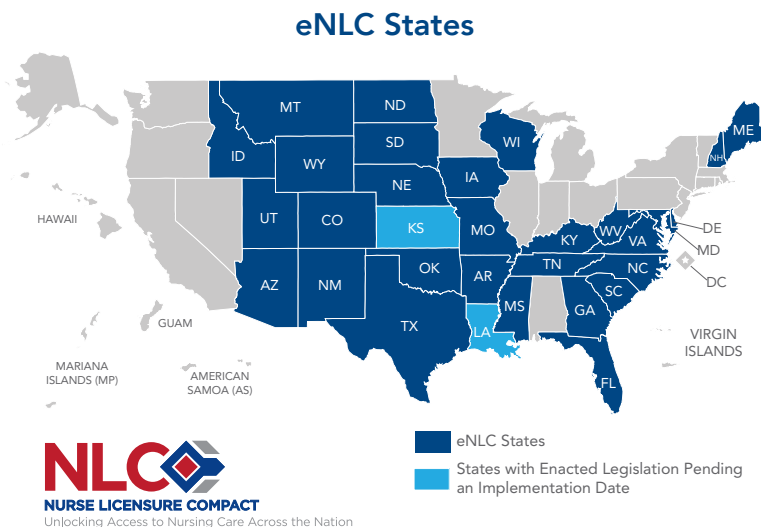 eNLC States
MT
ND
ME
ID
SD
WI
NH
WY
NE
IA
HAWAII
UT
CO
KS
MO
KY
WV
VA
DE
MD
DC
AZ
NM
OK
AR
TN
NC
SC
TX
LA
MS
GA
FL
GUAM
MARIANA
ISLANDS (MP)
AMERICAN
SAMOA (AS)
VIRGIN
ISLANDS
NLC
NURSE LICENSURE COMPACT
Unlocking Access to Nursing Care Across the Nation
eNLC States
States with Enacted Legislation Pending
an Implementation Date